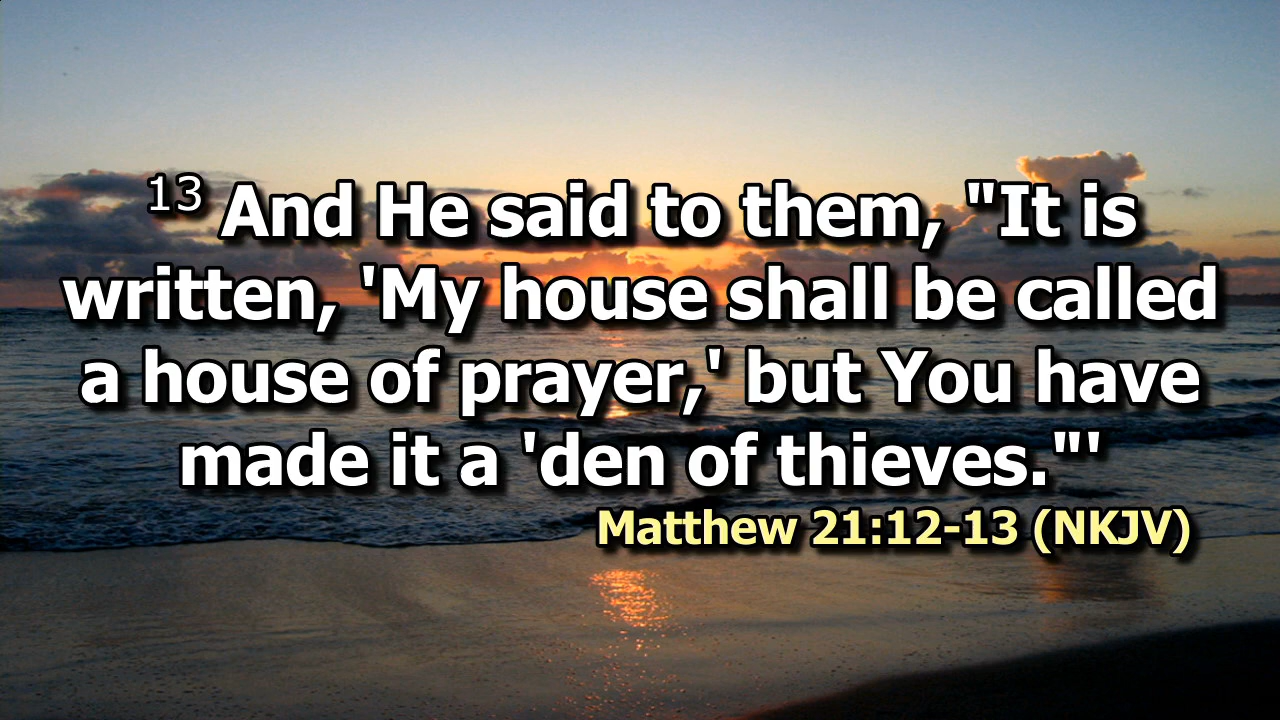 13 And He said to them, "It is
written, 'My house shall be called
a house of prayer,' but You have
made it a 'den of thieves."'
Matthew 21:12-13 (NKJV)